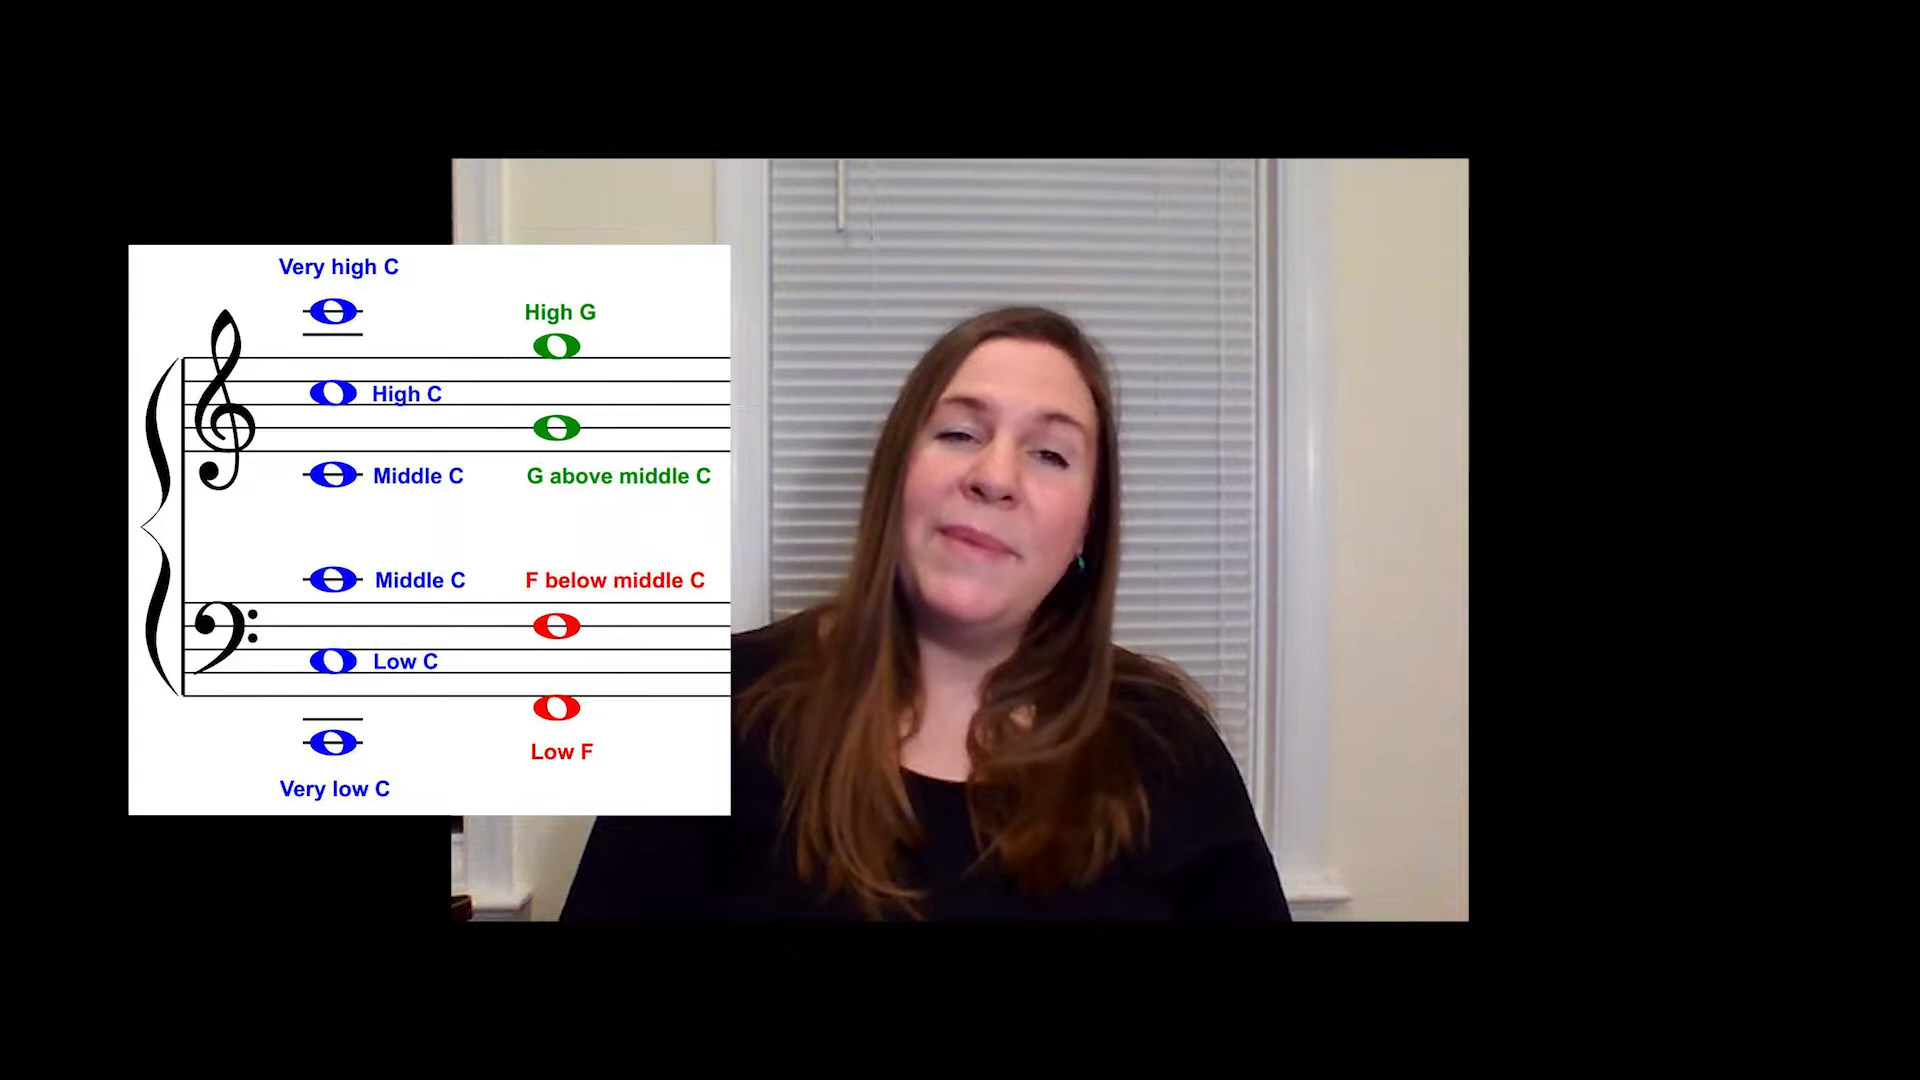 Very high C
High G
High C
Middle C
G above middle C
Middle C
F below middle C
Low C
Low F
Very low C